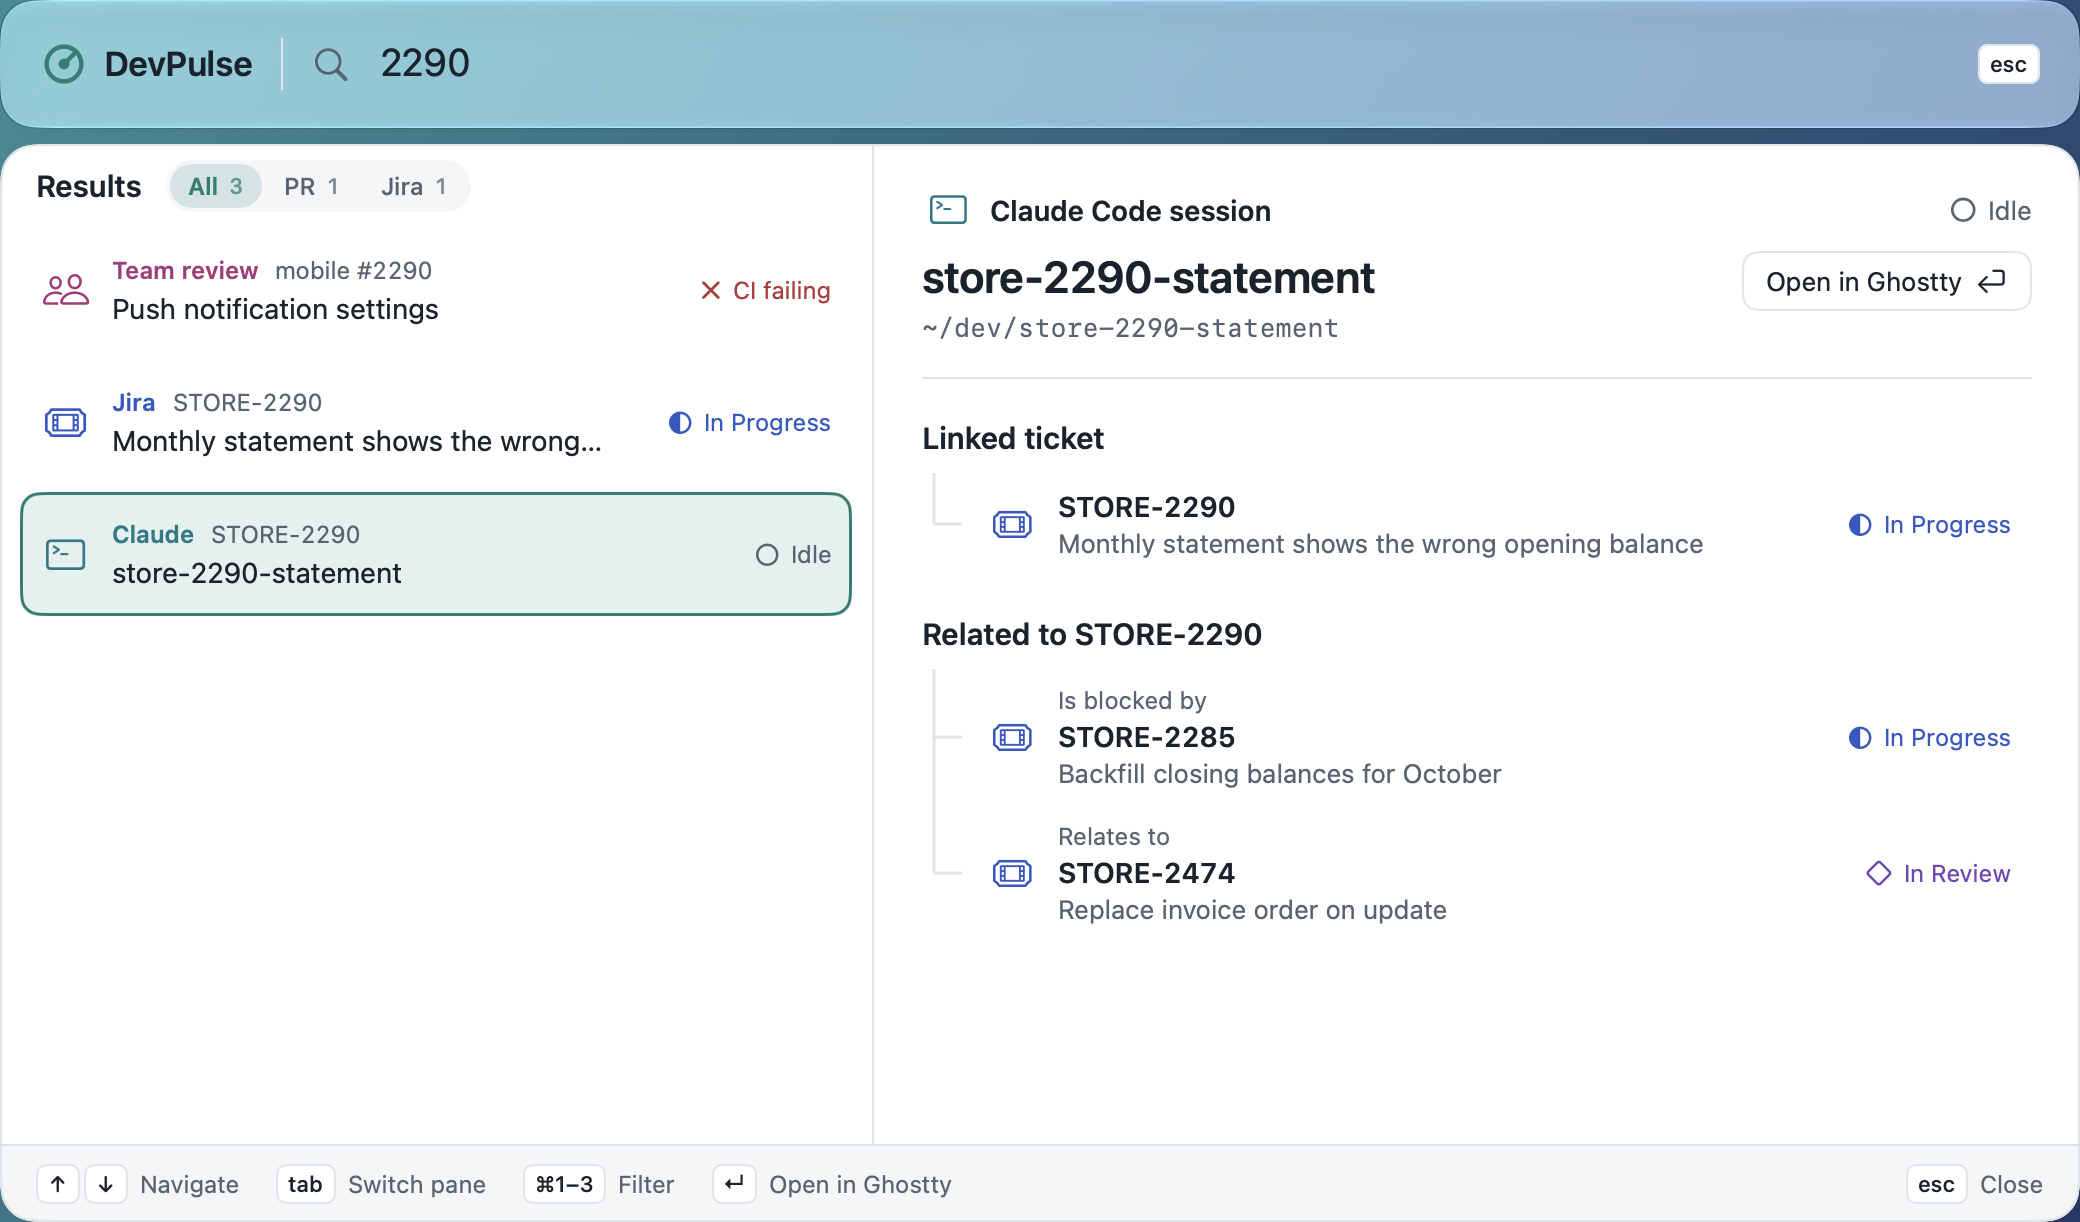 DevPulse 2290 esc
Results All 3 PR 1 Jira 1
Team review mobile #2290
Push notification settings
CI failing
Jira STORE-2290
Monthly statement shows the wrong...
In Progress
Claude STORE-2290
store-2290-statement
Idle
Claude Code session
Idle
store-2290-statement
Open in Ghostty
~/dev/store-2290-statement
Linked ticket
STORE-2290
Monthly statement shows the wrong opening balance
In Progress
Related to STORE-2290
Is blocked by
STORE-2285
Backfill closing balances for October
In Progress
Relates to
STORE-2474
Replace invoice order on update
In Review
↑ ↓ Navigate tab Switch pane ⌘1–3 Filter ↵ Open in Ghostty esc Close